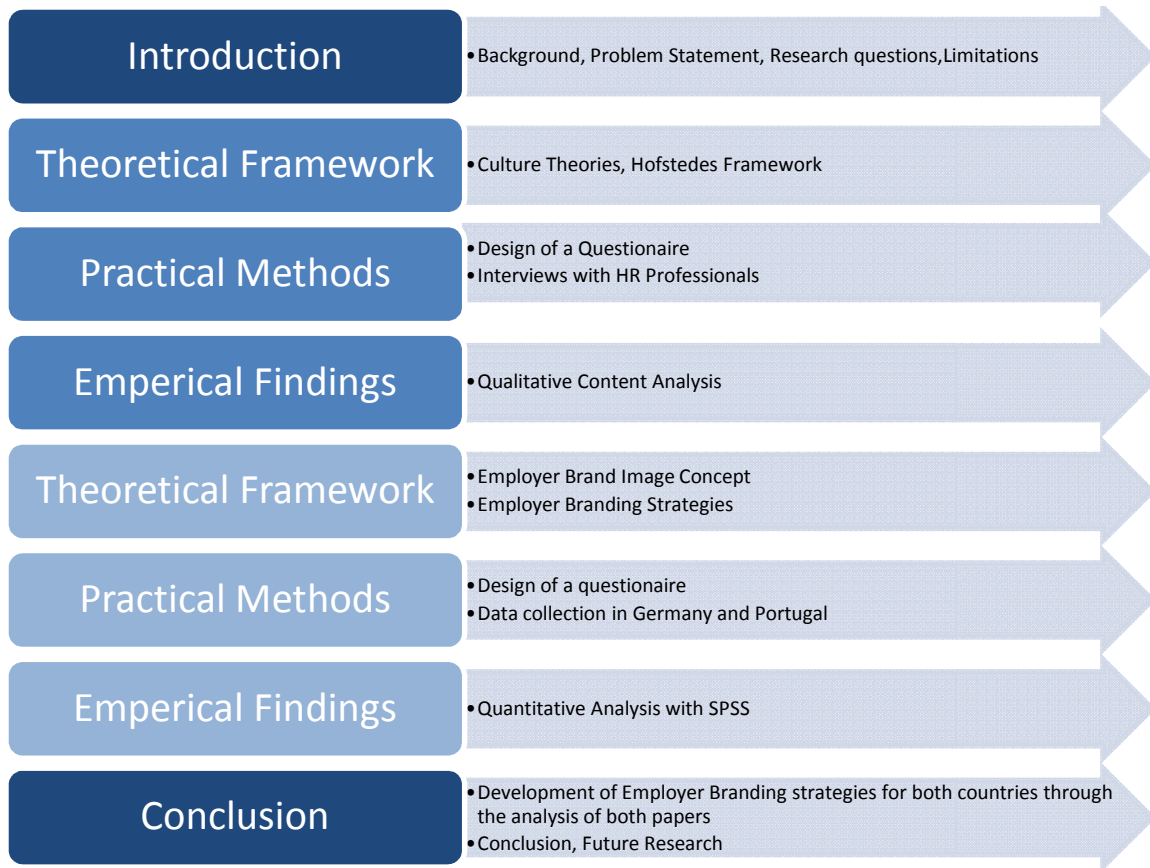 Introduction
•Background, Problem Statement, Research questions,Limitations
Theoretical Framework
•Culture Theories, Hofstedes Framework
Practical Methods
•Design of a Questionaire
•Interviews with HR Professionals
Emperical Findings
•Qualitative Content Analysis
Theoretical Framework
•Employer Brand Image Concept
•Employer Branding Strategies
Practical Methods
•Design of a questionaire
•Data collection in Germany and Portugal
Emperical Findings
•Quantitative Analysis with SPSS
Conclusion
•Development of Employer Branding strategies for both countries through
the analysis of both papers
•Conclusion, Future Research